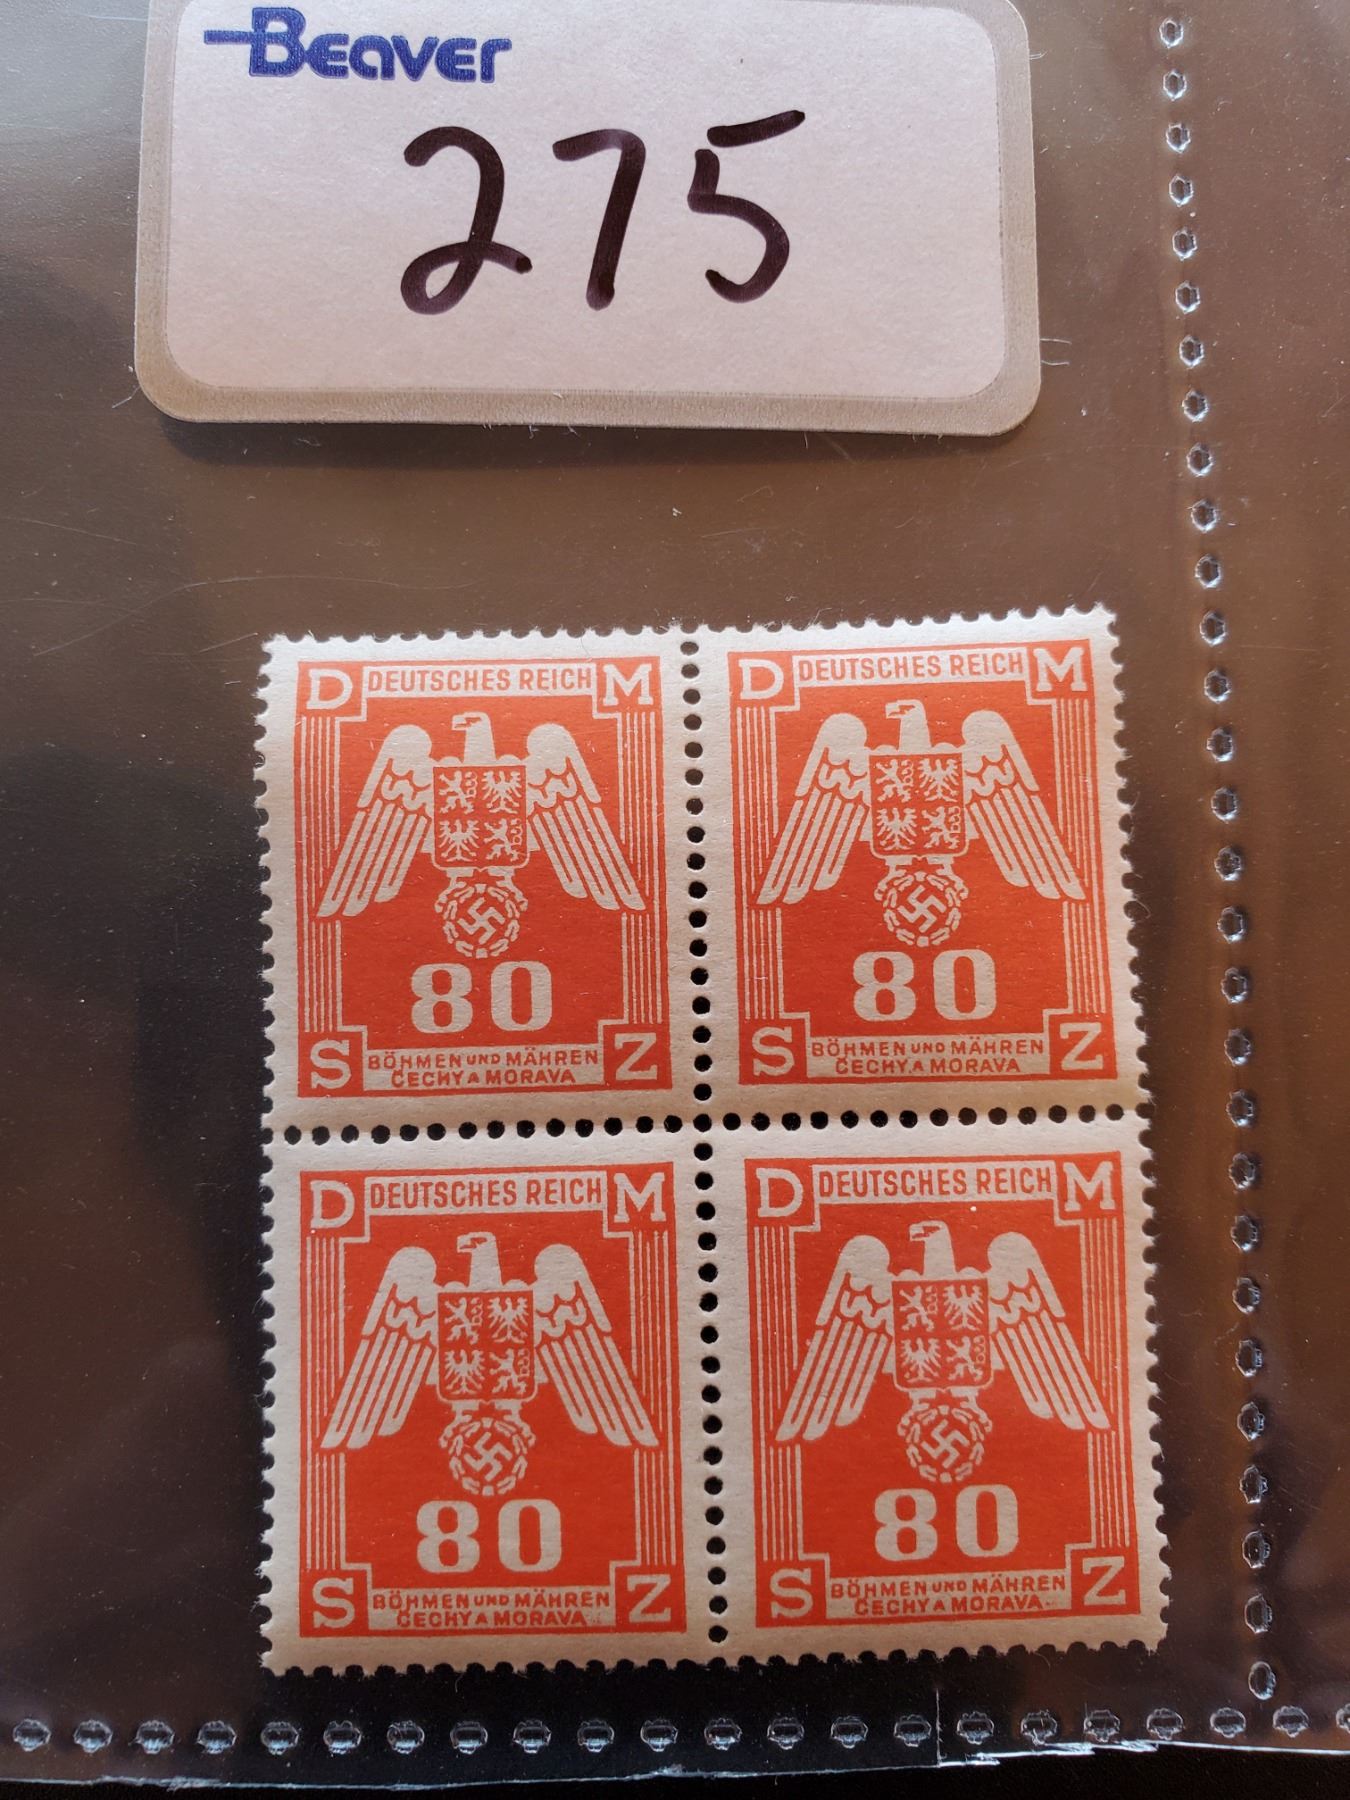 Beaver
275
D DEUTSCHES REICH M
80
S BÖHMEN UND MÄHREN Z
ČECHY A MORAVA
D DEUTSCHES REICH M
80
S BÖHMEN UND MÄHREN Z
ČECHY A MORAVA
D DEUTSCHES REICH M
80
S BÖHMEN UND MÄHREN Z
ČECHY A MORAVA
D DEUTSCHES REICH M
80
S BÖHMEN UND MÄHREN Z
ČECHY A MORAVA